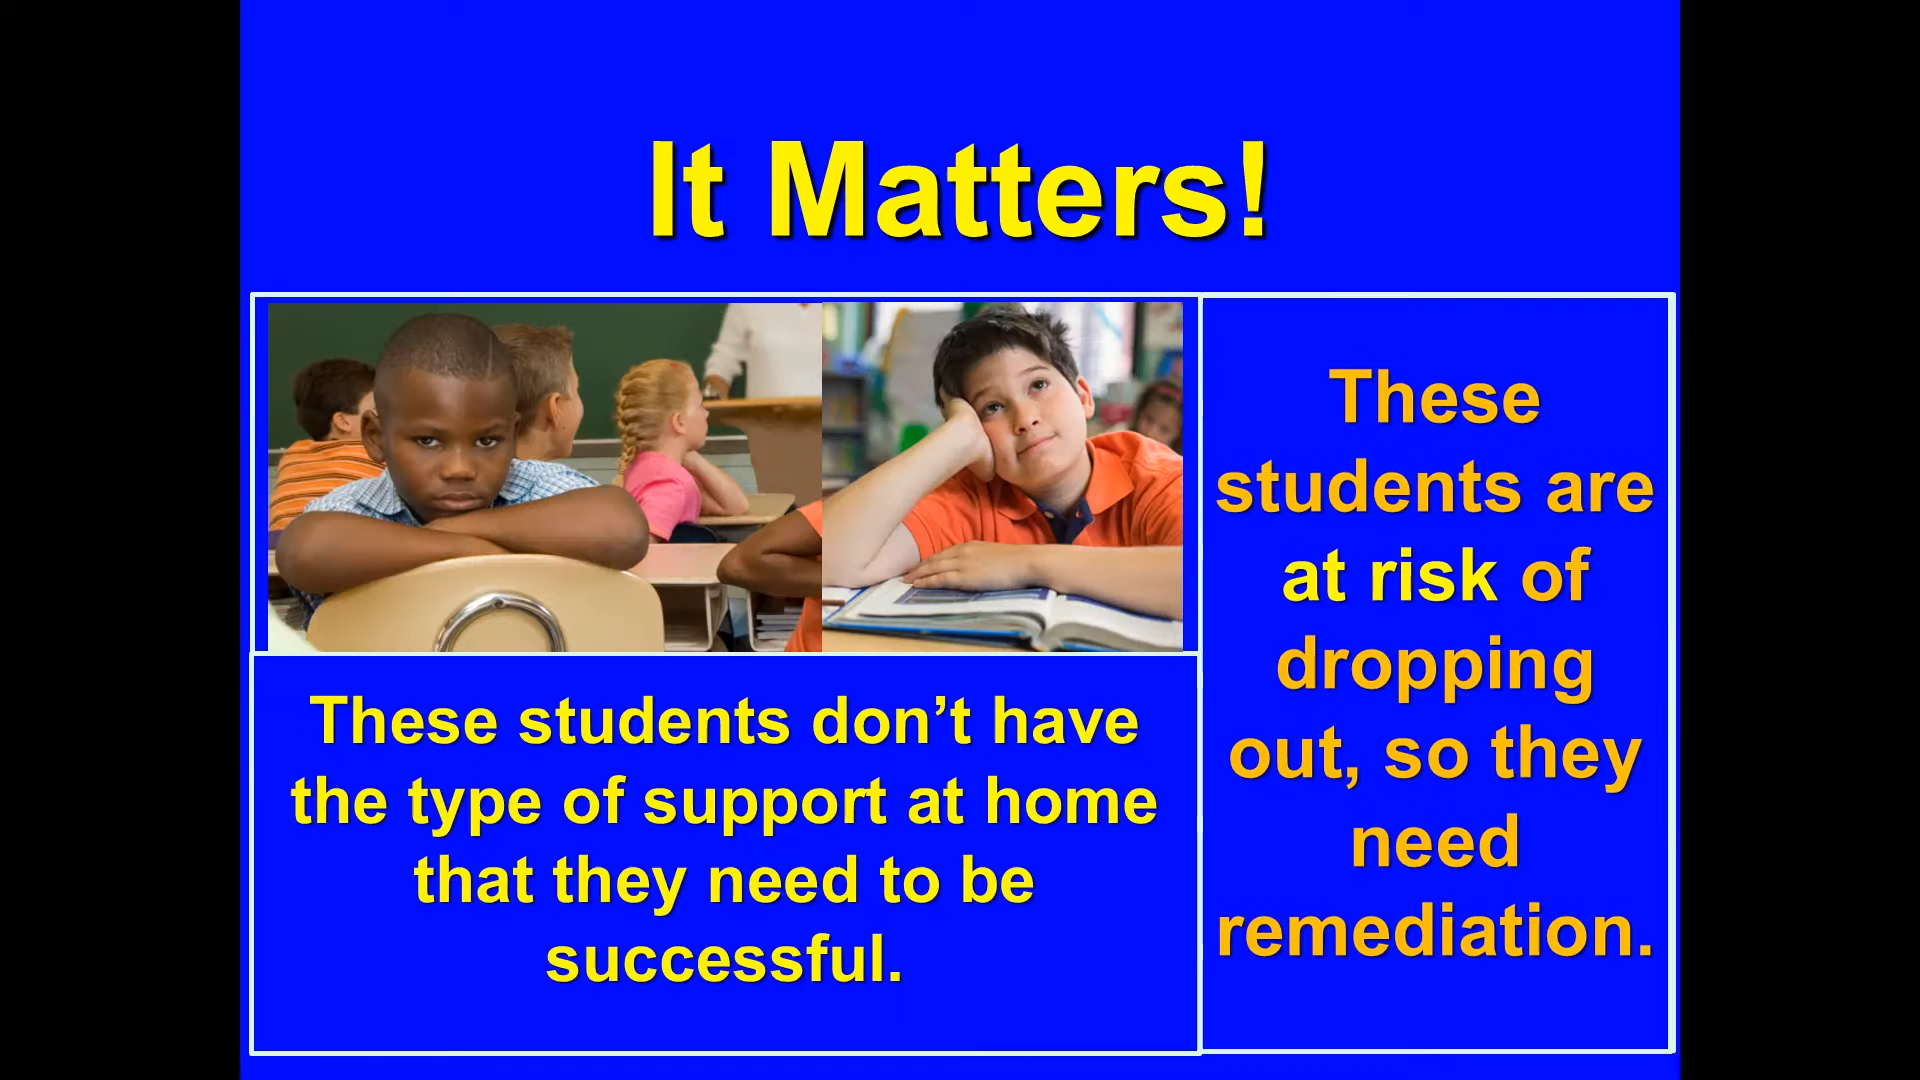 It Matters!
These students don’t have
the type of support at home
that they need to be
successful.
These
students are
at risk of
dropping
out, so they
need
remediation.